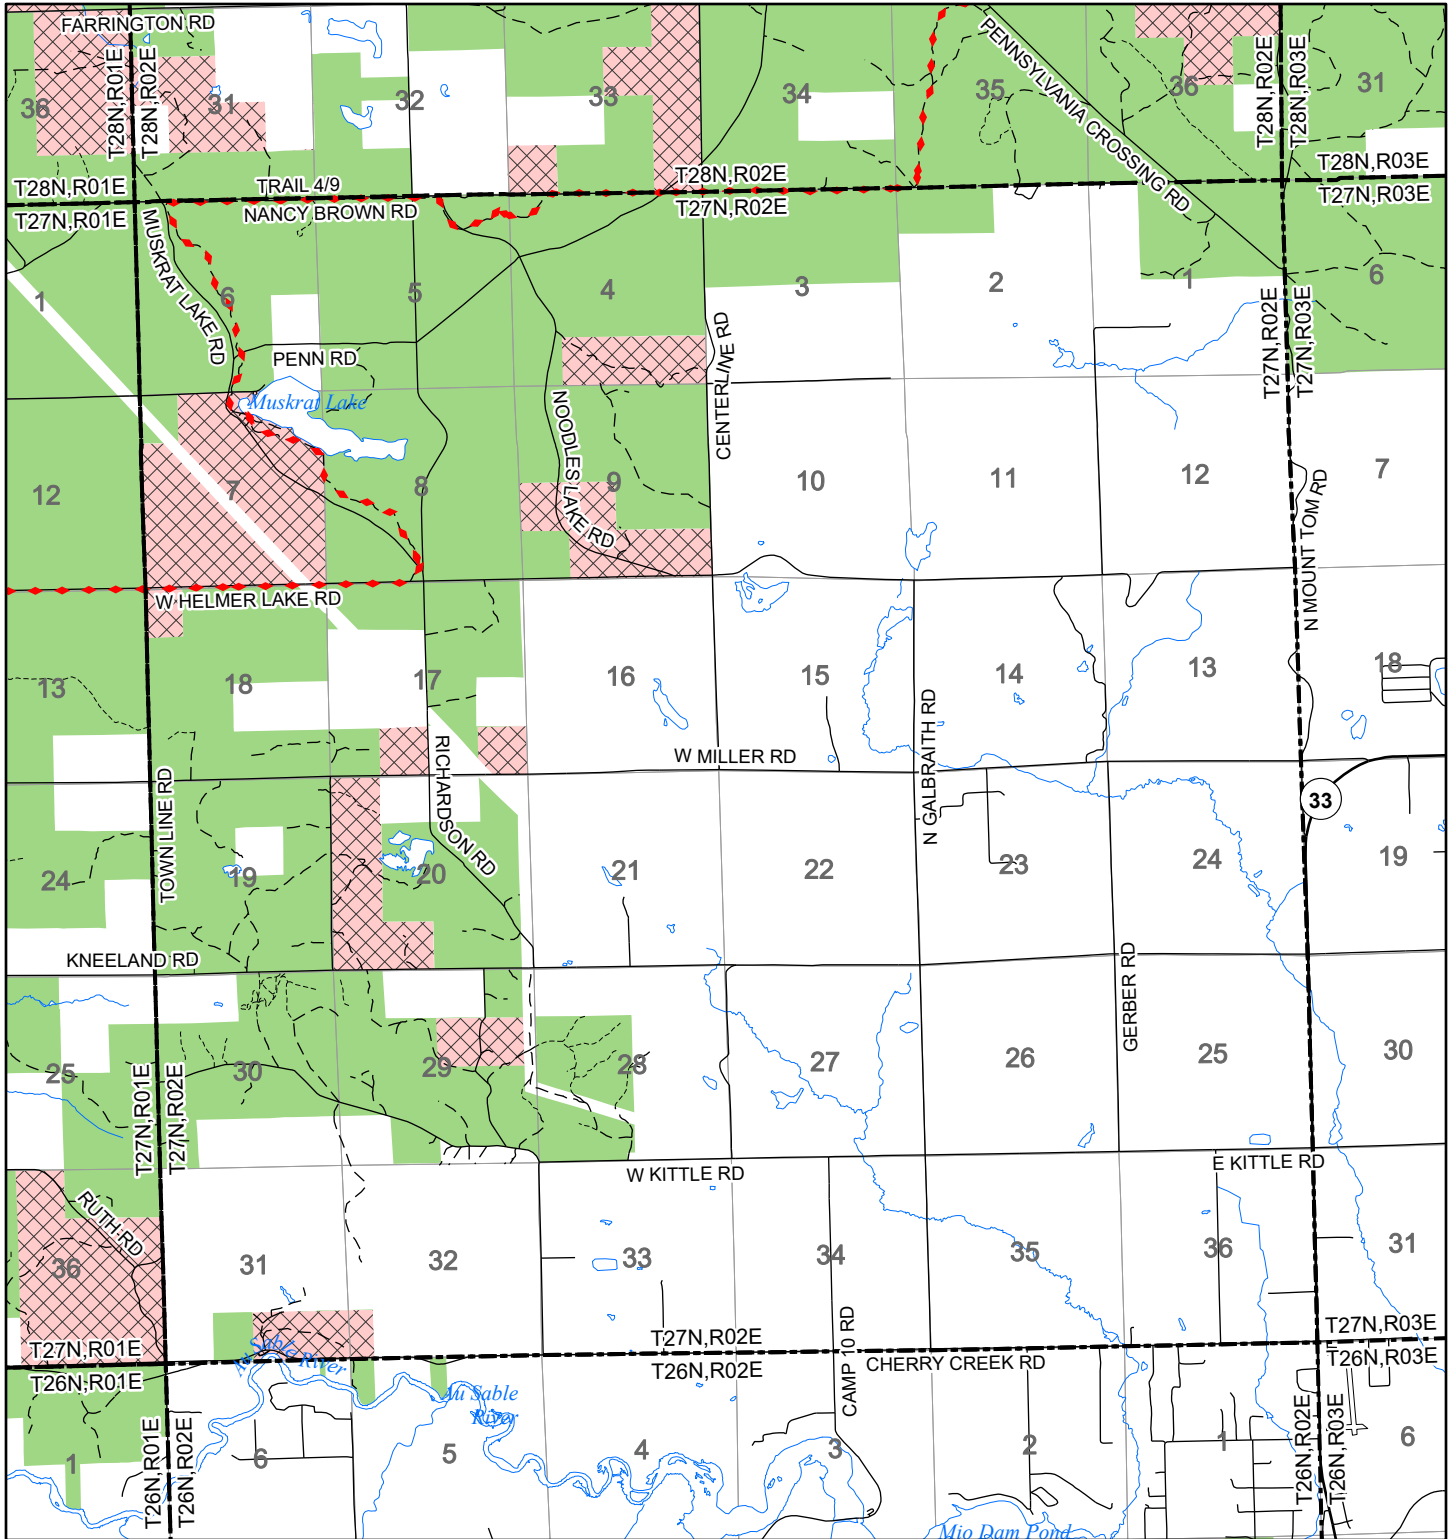 FARRINGTON RD
T28N,R01E
T28N,R02E
PENNSYLVANIA CROSSING RD
T28N,R02E
T28N,R03E
36
31
32
33
34
35
36
31
T28N,R01E
T27N,R01E
TRAIL 4/9
NANCY BROWN RD
T28N,R02E
T27N,R02E
T28N,R03E
T27N,R03E
MUSKRAT LAKE RD
1
6
5
4
3
2
1
6
T27N,R02E
T27N,R03E
PENN RD
CENTERLINE RD
Muskrat Lake
NOODLES LAKE RD
12
7
8
9
10
11
12
7
N MOUNT TOM RD
W HELMER LAKE RD
13
18
17
16
15
14
13
18
W MILLER RD
N GALBRAITH RD
RICHARDSON RD
TOWN LINE RD
33
24
19
20
21
22
23
24
19
KNEELAND RD
GERBER RD
25
30
29
28
27
26
25
30
T27N,R01E
T27N,R02E
W KITTLE RD
E KITTLE RD
RUTH RD
36
31
32
33
34
35
36
31
T27N,R01E
T26N,R01E
Au Sable River
T27N,R02E
T26N,R02E
CAMP 10 RD
CHERRY CREEK RD
T27N,R03E
T26N,R03E
Au Sable
River
T26N,R01E
T26N,R02E
T26N,R02E
T26N,R03E
1
6
5
4
3
2
1
6
Mio Dam Pond